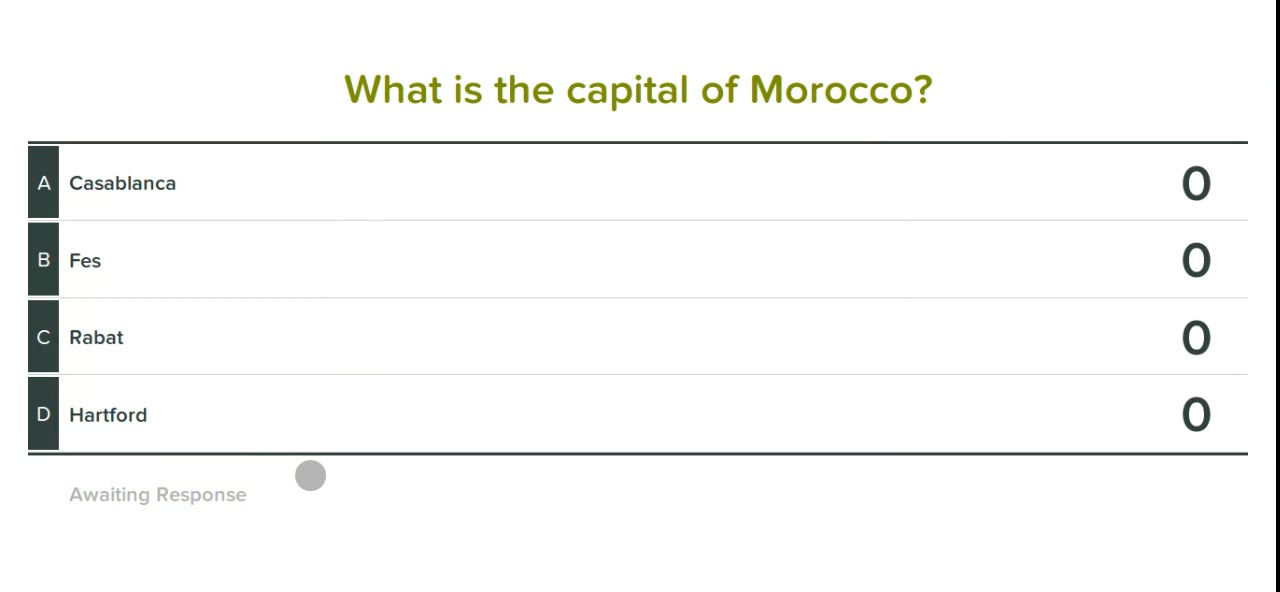 What is the capital of Morocco?
A Casablanca 0
B Fes 0
C Rabat 0
D Hartford 0
Awaiting Response